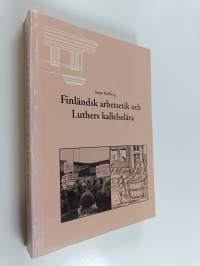 Finländsk arbetsetik och
Luthers kallelselära